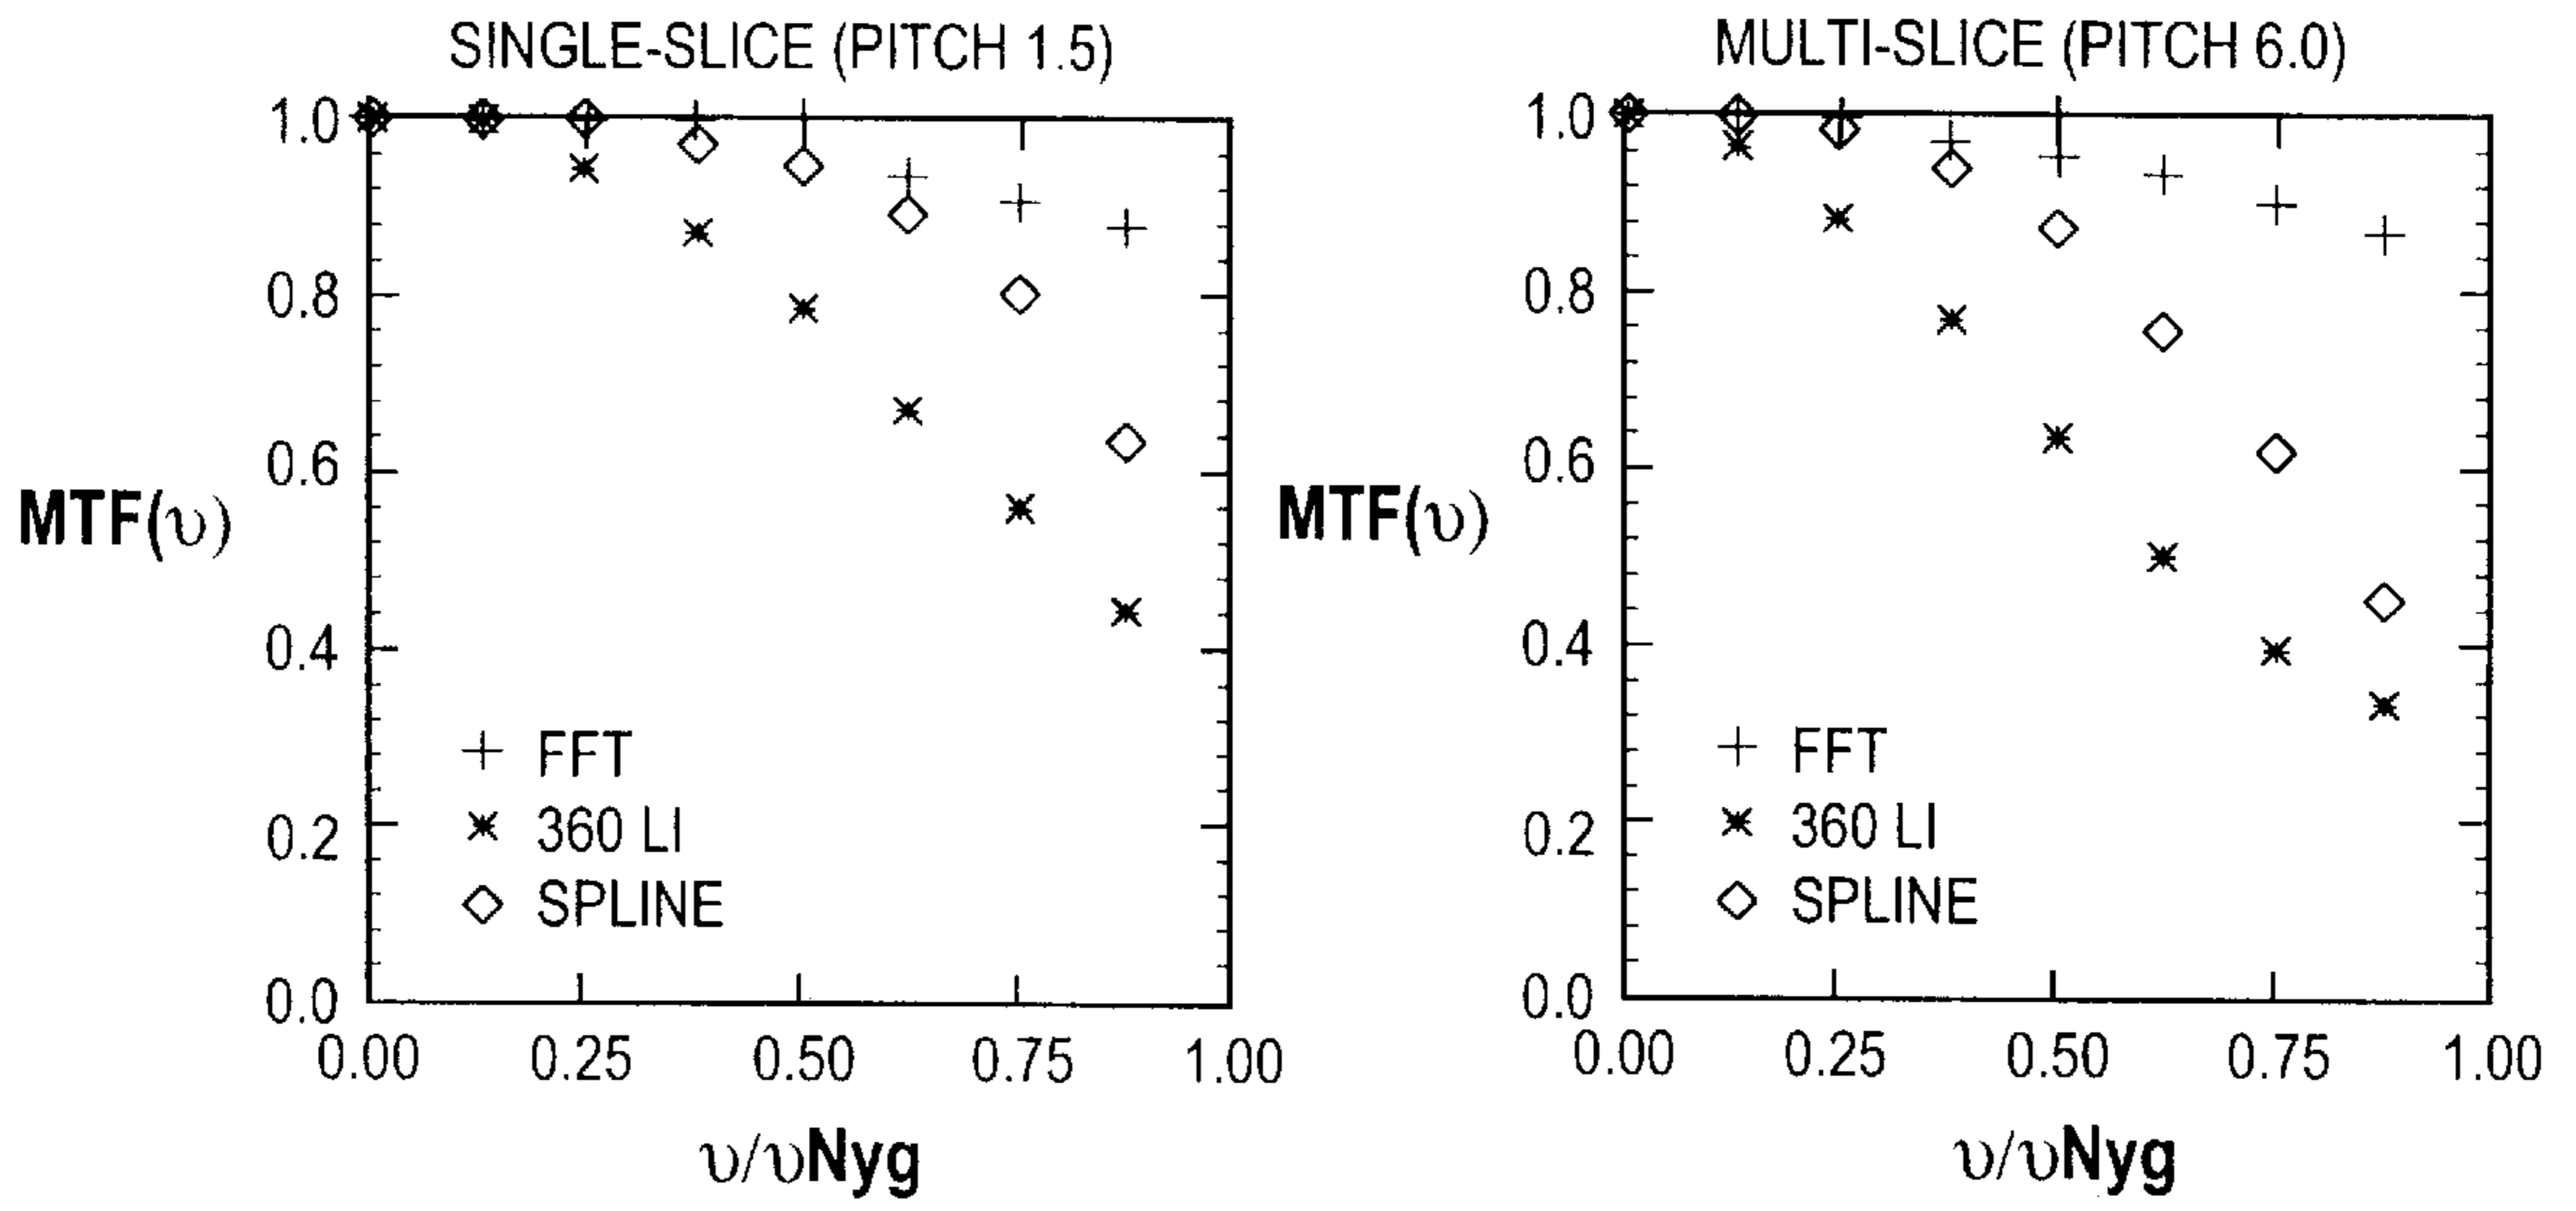 SINGLE-SLICE (PITCH 1.5)
1.0
0.8
0.6
0.4
0.2
0.0
MTF(υ)
FFT
360 LI
SPLINE
0.00 0.25 0.50 0.75 1.00
υ/υNyg
MULTI-SLICE (PITCH 6.0)
1.0
0.8
0.6
0.4
0.2
0.0
MTF(υ)
FFT
360 LI
SPLINE
0.00 0.25 0.50 0.75 1.00
υ/υNyg